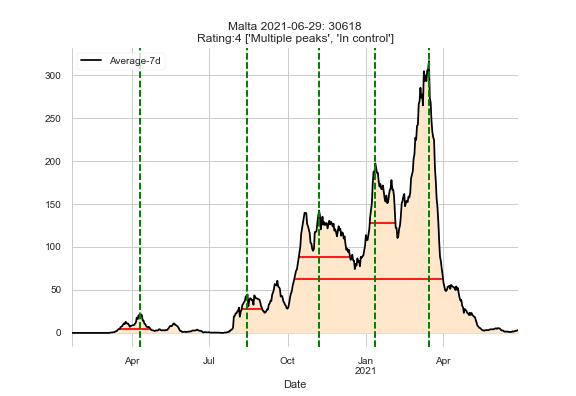 Malta 2021-06-29: 30618
Rating:4 ['Multiple peaks', 'In control']
Average-7d
300
250
200
150
100
50
0
Apr
Jul
Oct
Jan
2021
Apr
Date